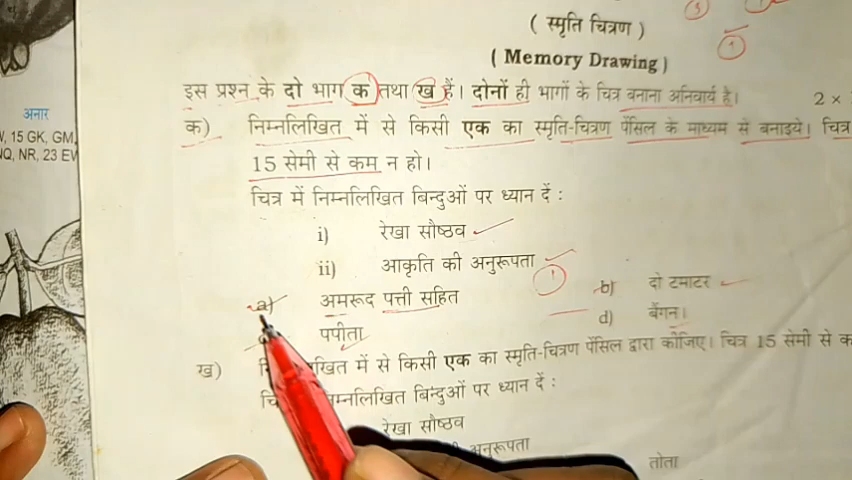 ( स्मृति चित्रण )
( Memory Drawing )
इस प्रश्न के दो भाग क तथा ख हैं। दोनों ही भागों के चित्र बनाना अनिवार्य है।
2 ×
क) निम्नलिखित में से किसी एक का स्मृति-चित्रण पेंसिल के माध्यम से बनाइये। चित्र
15 सेमी से कम न हो।
चित्र में निम्नलिखित बिन्दुओं पर ध्यान दें :
i) रेखा सौष्ठव
ii) आकृति की अनुरूपता
a) अमरूद पत्ती सहित
b) दो टमाटर
पपीता
d) बैंगन।
ख) खित में से किसी एक का स्मृति-चित्रण पेंसिल द्वारा कीजिए। चित्र 15 सेमी से क
म्नलिखित बिन्दुओं पर ध्यान दें :
रेखा सौष्ठव
अनुरूपता
तोता
अनार
, 15 GK, GM,
NQ, NR, 23 EW